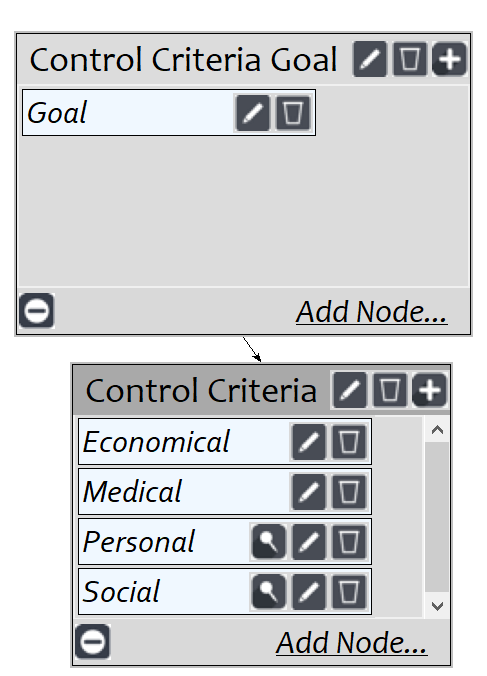 Control Criteria Goal
Goal
Add Node...
Control Criteria
Economical
Medical
Personal
Social
Add Node...